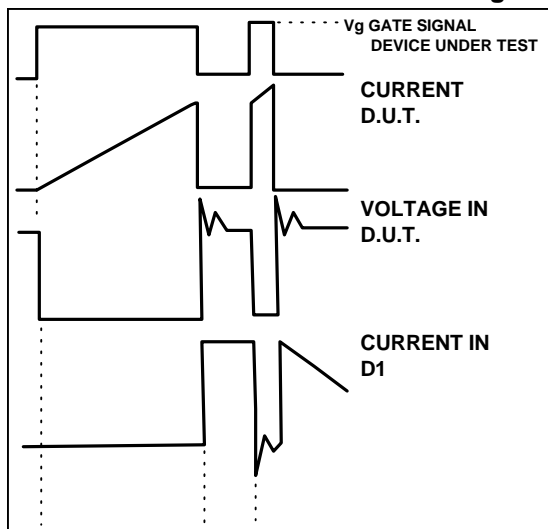 Vg GATE SIGNAL
DEVICE UNDER TEST
CURRENT
D.U.T.
VOLTAGE IN
D.U.T.
CURRENT IN
D1